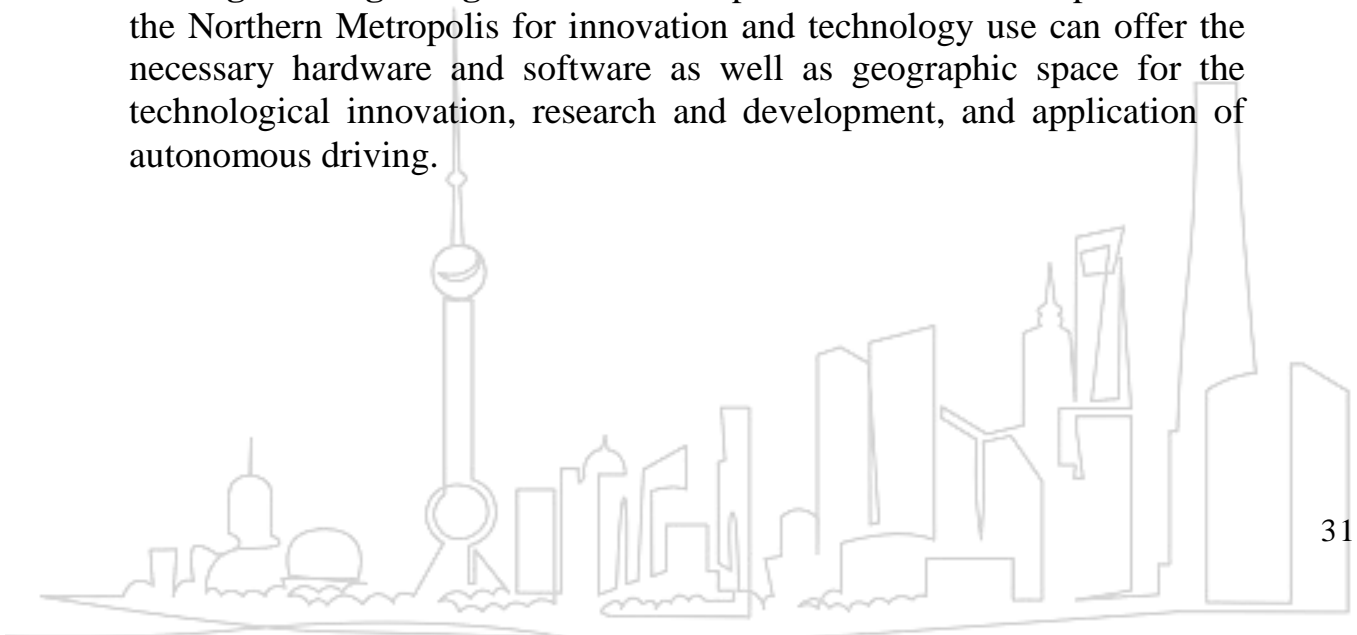 the Northern Metropolis for innovation and technology use can offer the
necessary hardware and software as well as geographic space for the
technological innovation, research and development, and application of
autonomous driving.
31